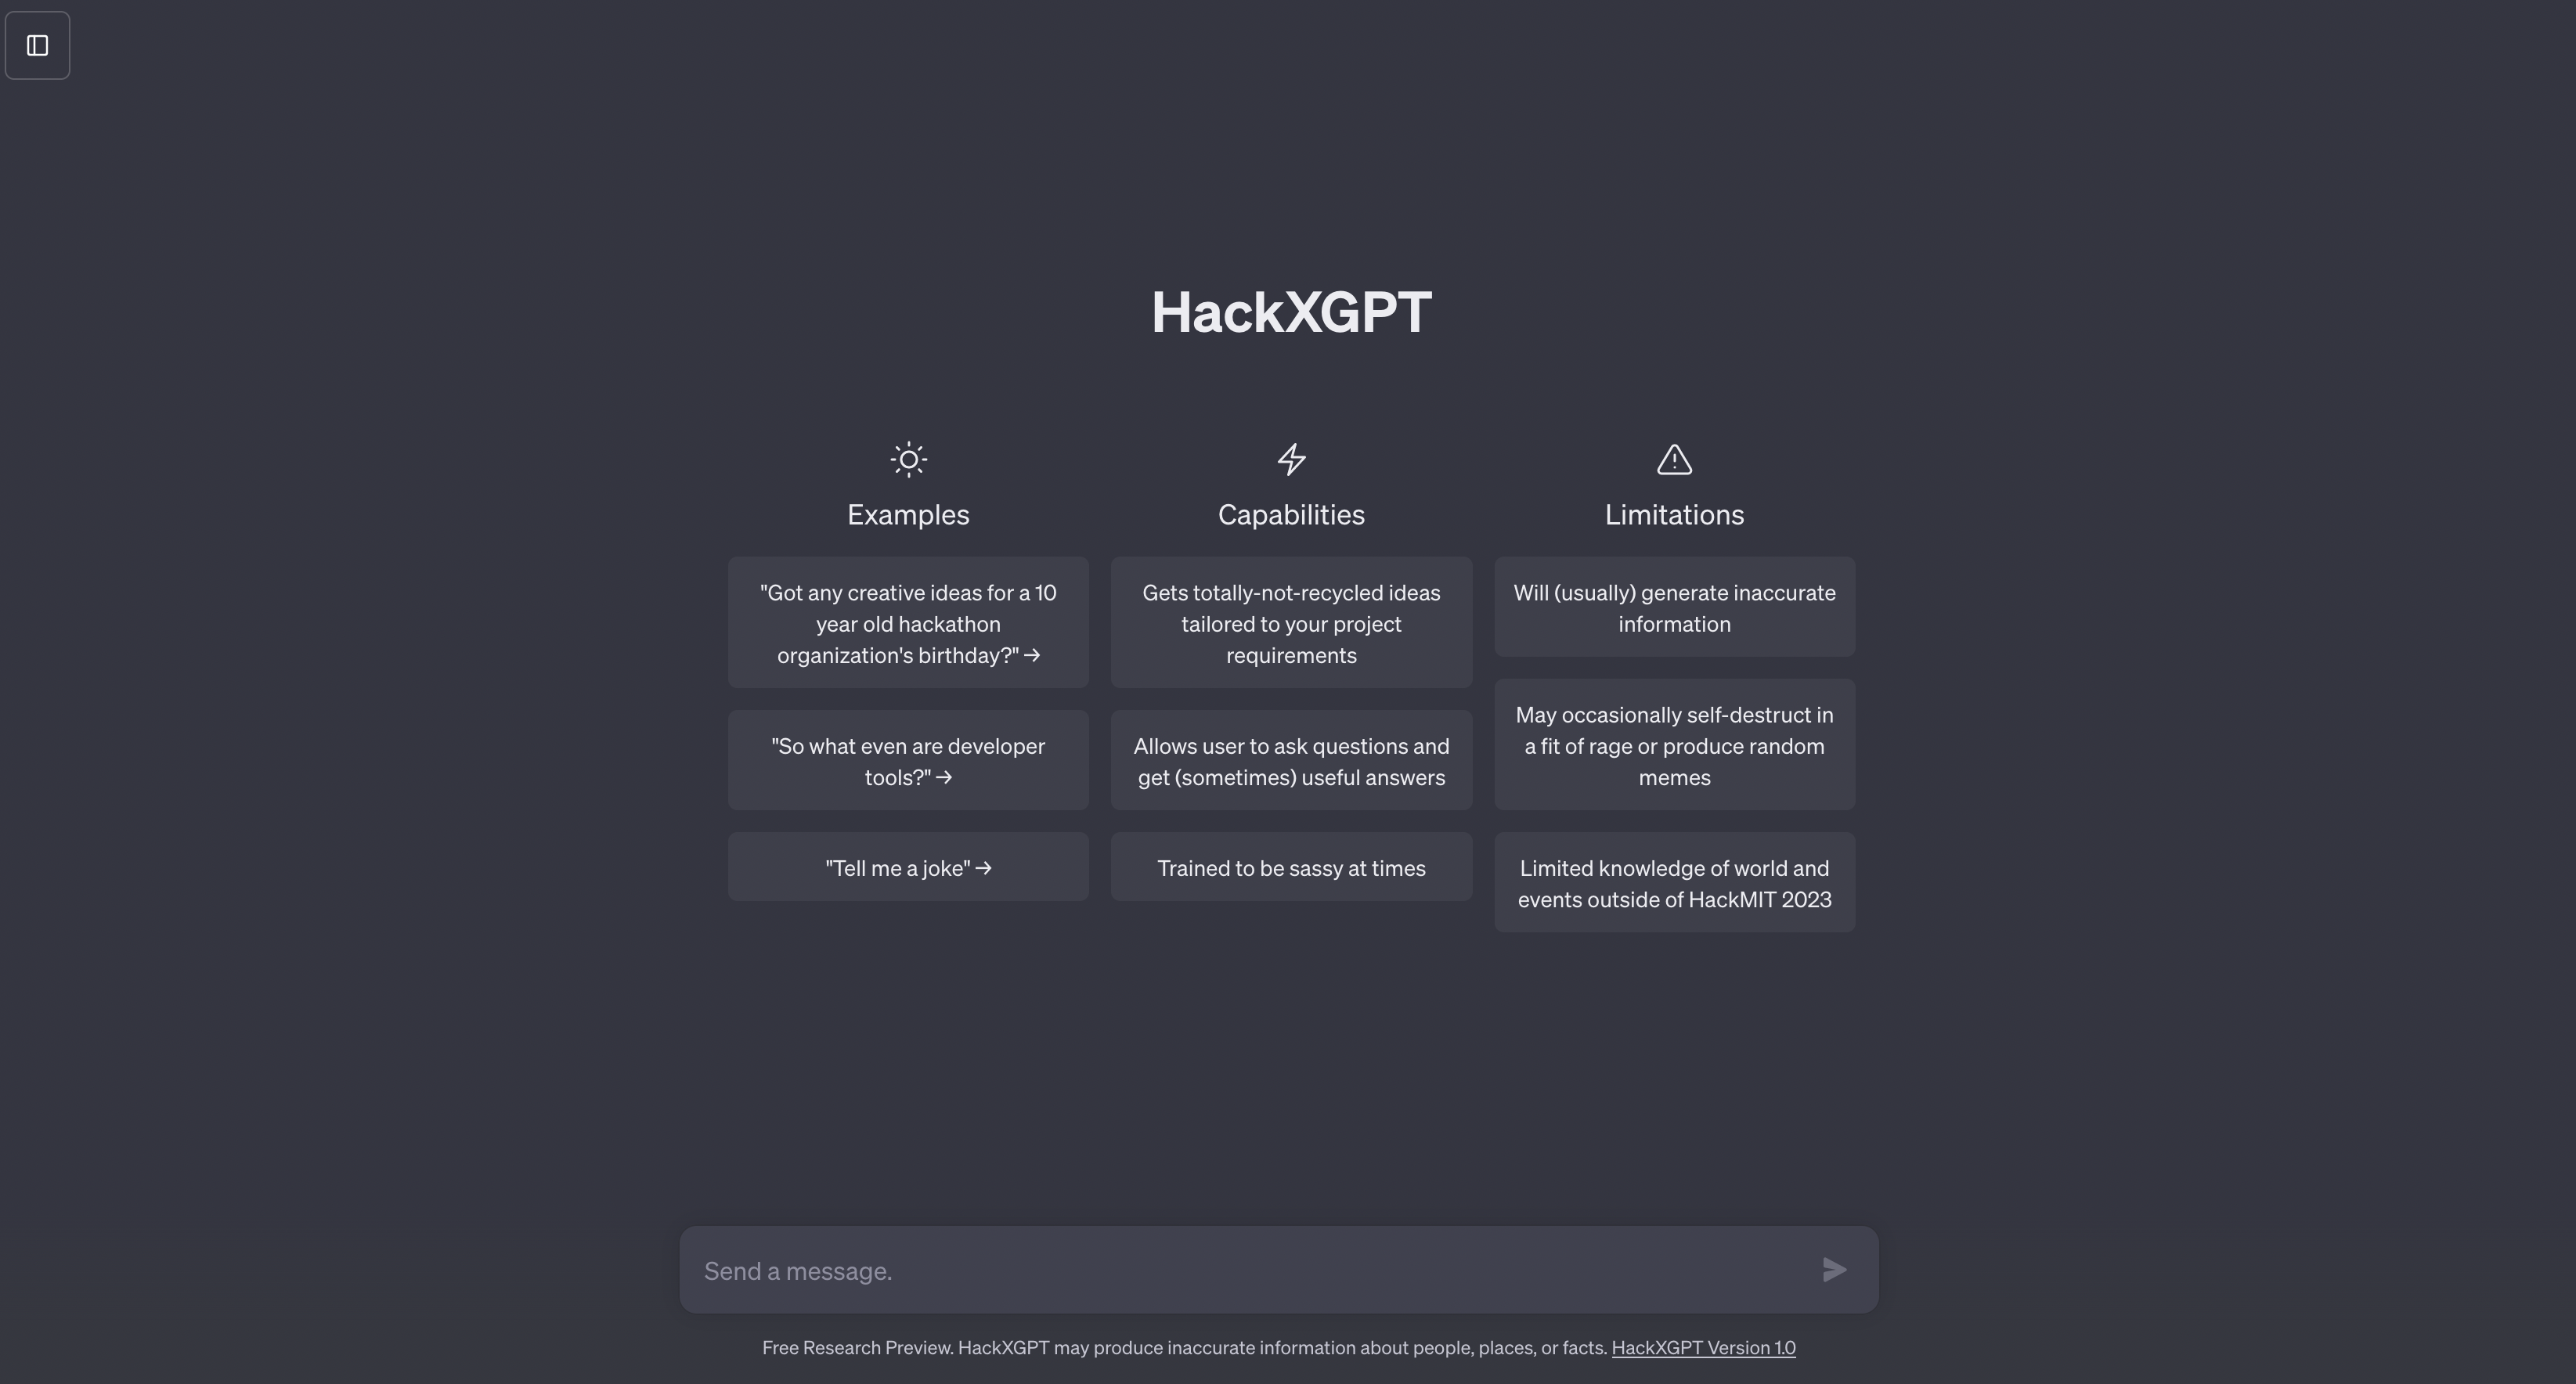 HackXGPT
Examples
"Got any creative ideas for a 10
year old hackathon
organization's birthday?" →
"So what even are developer
tools?" →
"Tell me a joke" →
Capabilities
Gets totally-not-recycled ideas
tailored to your project
requirements
Allows user to ask questions and
get (sometimes) useful answers
Trained to be sassy at times
Limitations
Will (usually) generate inaccurate
information
May occasionally self-destruct in
a fit of rage or produce random
memes
Limited knowledge of world and
events outside of HackMIT 2023
Send a message.
Free Research Preview. HackXGPT may produce inaccurate information about people, places, or facts. HackXGPT Version 1.0